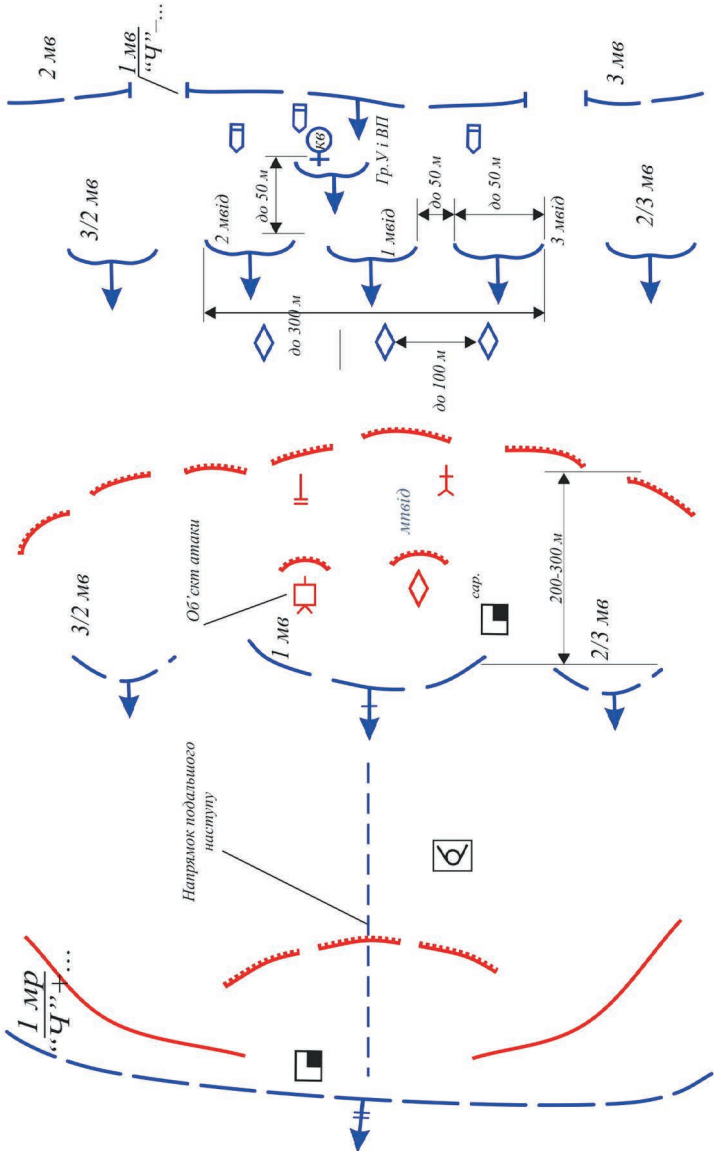 1 мр
“Ч”+...
2 мв
3/2 мв
3/2 мв
1 мв
“Ч”–...
Напрямок подальшого
наступу
Об’єкт атаки
2 мвід
до 50 м
до 300 м
1 мв
кв
Гр.У і ВП
1 мвід
мпвід
до 100 м
до 50 м
сар.
до 50 м
200-300 м
3 мвід
2/3 мв
2/3 мв
3 мв